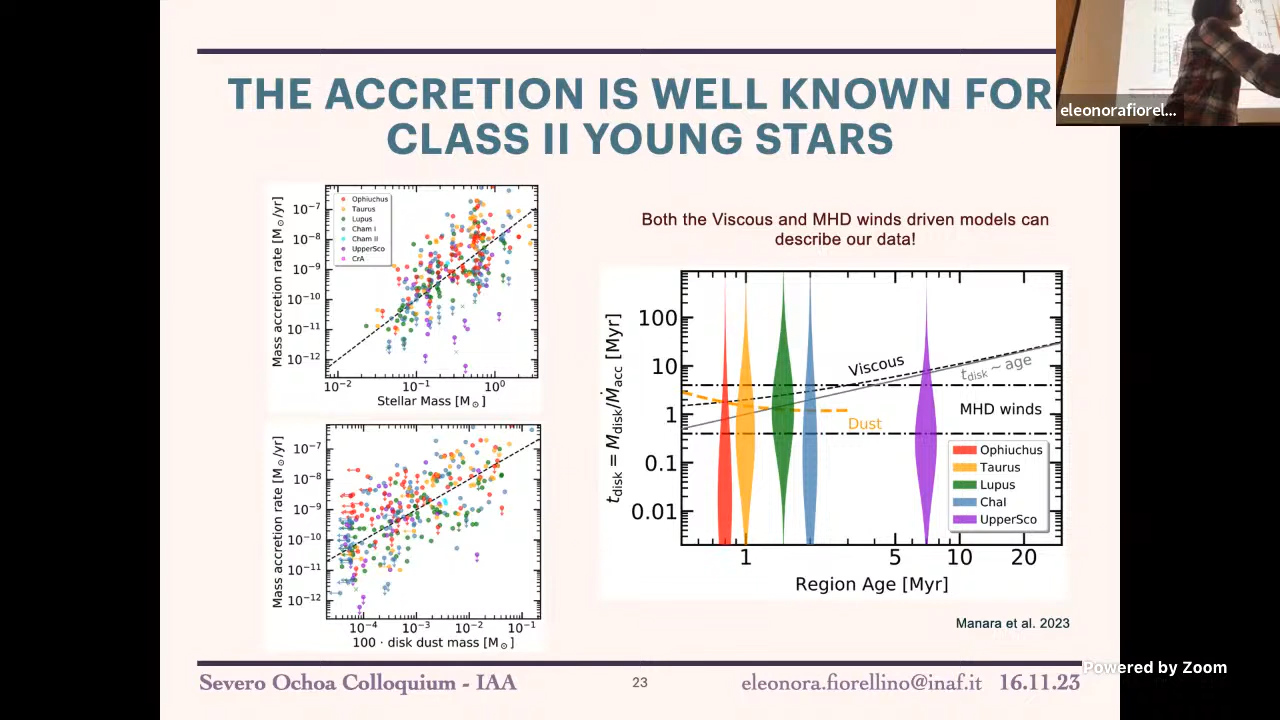 THE ACCRETION IS WELL KNOWN FOR
CLASS II YOUNG STARS
eleonorafiorel...
Mass accretion rate [M⊙/yr]
10⁻⁷
10⁻⁸
10⁻⁹
10⁻¹⁰
10⁻¹¹
10⁻¹²
Ophiuchus
Taurus
Lupus
Cham I
Cham II
UpperSco
CrA
10⁻² 10⁻¹ 10⁰
Stellar Mass [M⊙]
Mass accretion rate [M⊙/yr]
10⁻⁷
10⁻⁸
10⁻⁹
10⁻¹⁰
10⁻¹¹
10⁻¹²
10⁻⁴ 10⁻³ 10⁻² 10⁻¹
100 · disk dust mass [M⊙]
Both the Viscous and MHD winds driven models can
describe our data!
t_disk = M_disk/Ṁ_acc [Myr]
100
10
1
0.1
0.01
Viscous
t_disk ~ age
MHD winds
Dust
Ophiuchus
Taurus
Lupus
ChaI
UpperSco
1 5 10 20
Region Age [Myr]
Manara et al. 2023
Severo Ochoa Colloquium - IAA
23
eleonora.fiorellino@inaf.it 16.11.23
Powered by Zoom